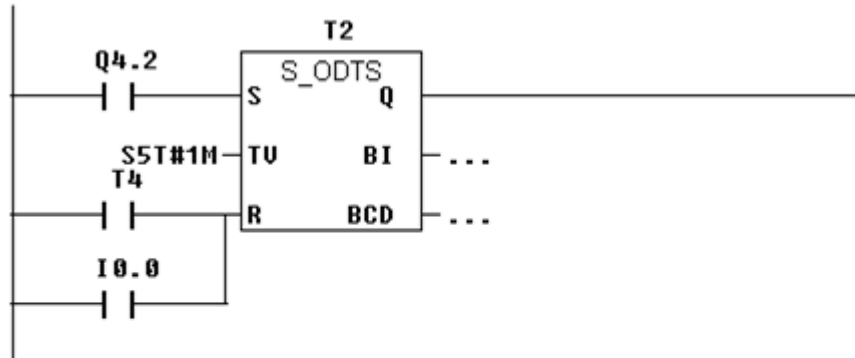 T2
Q4.2
S_ODTS
S Q
S5T#1M TV BI ...
T4
R BCD ...
I0.0